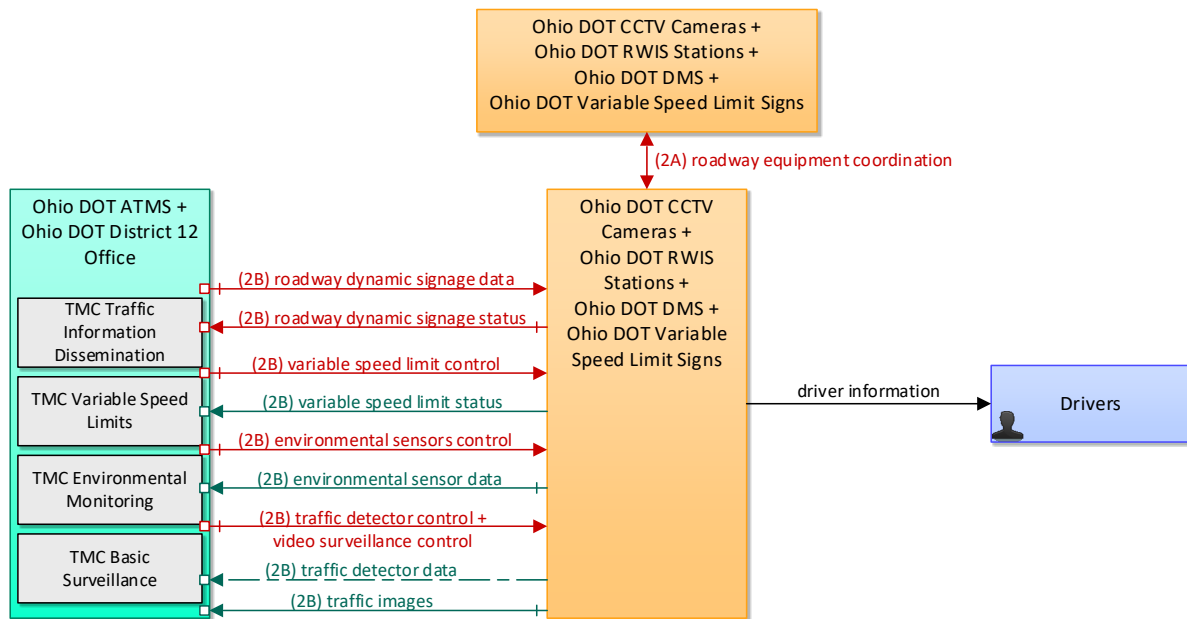 Ohio DOT CCTV Cameras +
Ohio DOT RWIS Stations +
Ohio DOT DMS +
Ohio DOT Variable Speed Limit Signs
(2A) roadway equipment coordination
Ohio DOT ATMS +
Ohio DOT District 12
Office
TMC Traffic
Information
Dissemination
TMC Variable Speed
Limits
TMC Environmental
Monitoring
TMC Basic
Surveillance
(2B) roadway dynamic signage data
(2B) roadway dynamic signage status
(2B) variable speed limit control
(2B) variable speed limit status
(2B) environmental sensors control
(2B) environmental sensor data
(2B) traffic detector control +
video surveillance control
(2B) traffic detector data
(2B) traffic images
Ohio DOT CCTV
Cameras +
Ohio DOT RWIS
Stations +
Ohio DOT DMS +
Ohio DOT Variable
Speed Limit Signs
driver information
Drivers